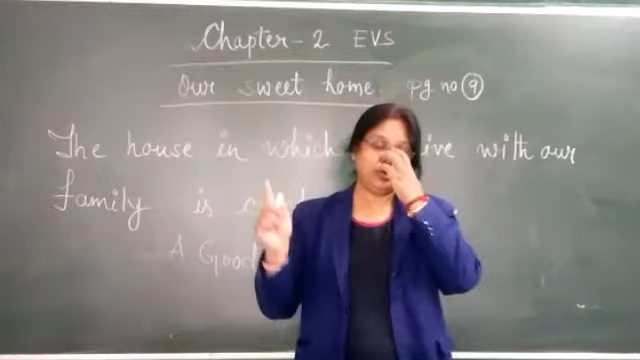 Chapter - 2 EVS
Our sweet home pg no 9
The house in which ive with our
family is
A Good